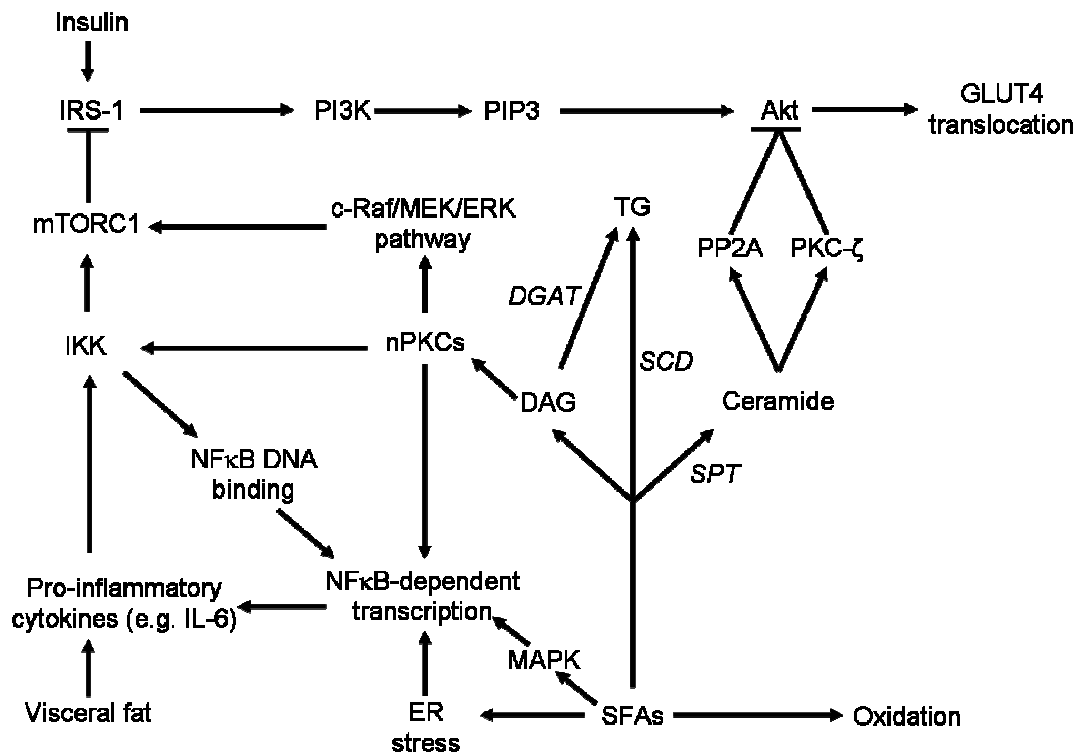 Insulin
IRS-1
PI3K
PIP3
Akt
GLUT4
translocation
mTORC1
c-Raf/MEK/ERK
pathway
TG
PP2A
PKC-ζ
DGAT
IKK
nPKCs
SCD
DAG
Ceramide
NFκB DNA
binding
SPT
Pro-inflammatory
cytokines (e.g. IL-6)
NFκB-dependent
transcription
MAPK
Visceral fat
ER
stress
SFAs
Oxidation